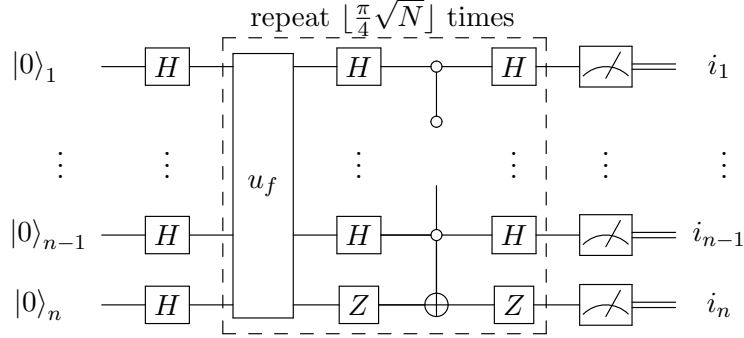 repeat ⌊π/4 √N⌋ times
|0⟩₁ H H H i₁
⋮ ⋮ u_f ⋮ ⋮ ⋮ ⋮
|0⟩ₙ₋₁ H H H iₙ₋₁
|0⟩ₙ H Z Z iₙ